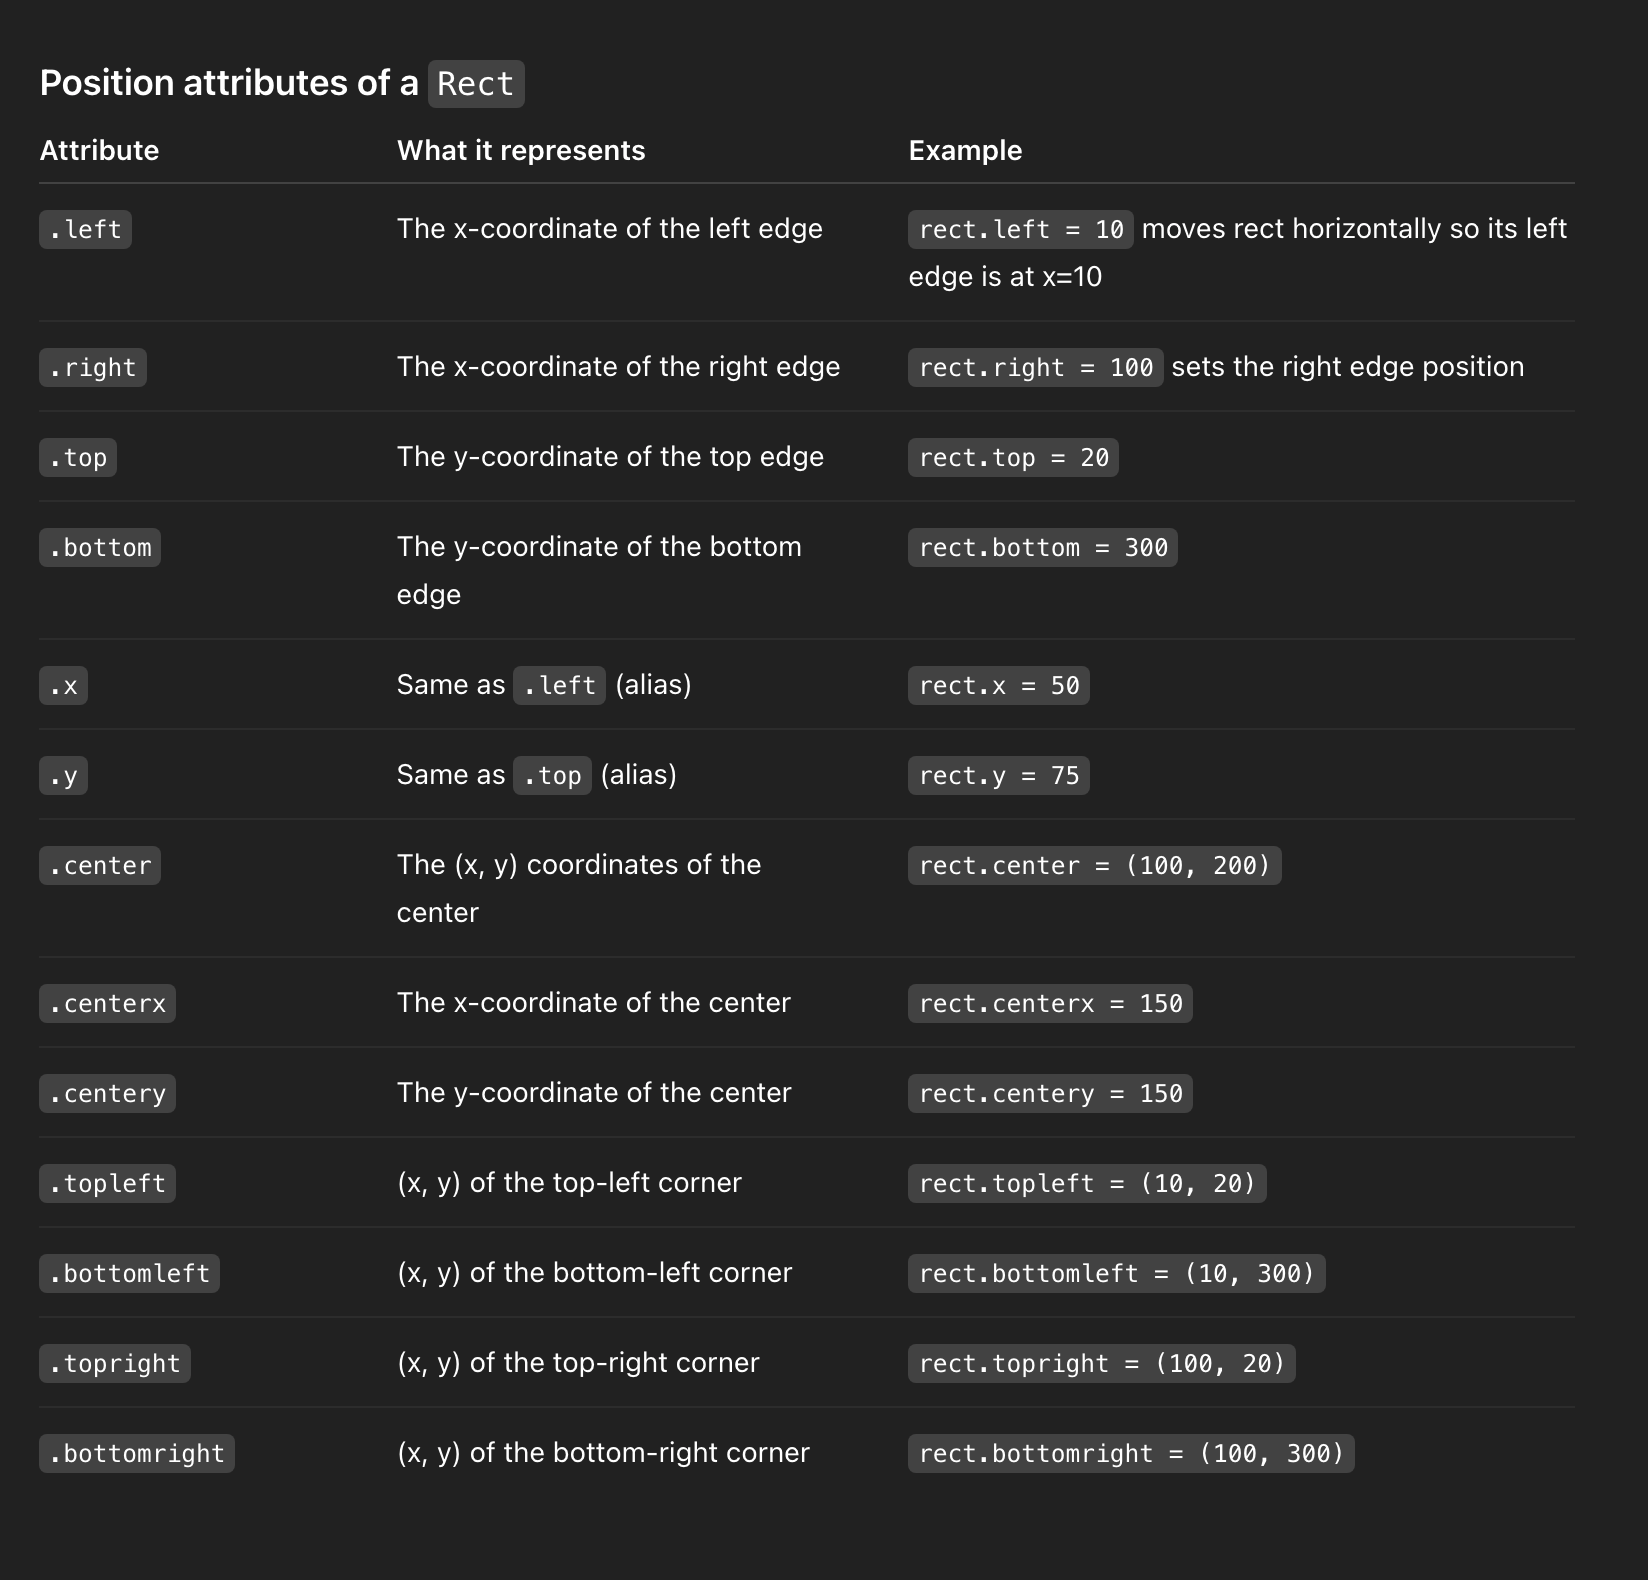 Position attributes of a Rect
Attribute What it represents Example
.left The x-coordinate of the left edge rect.left = 10 moves rect horizontally so its left
edge is at x=10
.right The x-coordinate of the right edge rect.right = 100 sets the right edge position
.top The y-coordinate of the top edge rect.top = 20
.bottom The y-coordinate of the bottom rect.bottom = 300
edge
.x Same as .left (alias) rect.x = 50
.y Same as .top (alias) rect.y = 75
.center The (x, y) coordinates of the rect.center = (100, 200)
center
.centerx The x-coordinate of the center rect.centerx = 150
.centery The y-coordinate of the center rect.centery = 150
.topleft (x, y) of the top-left corner rect.topleft = (10, 20)
.bottomleft (x, y) of the bottom-left corner rect.bottomleft = (10, 300)
.topright (x, y) of the top-right corner rect.topright = (100, 20)
.bottomright (x, y) of the bottom-right corner rect.bottomright = (100, 300)